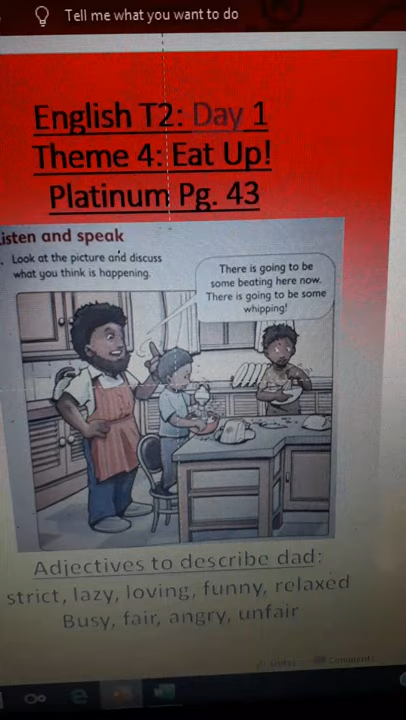 Tell me what you want to do
English T2: Day 1
Theme 4: Eat Up!
Platinum Pg. 43
isten and speak
. Look at the picture and discuss
what you think is happening.
There is going to be
some beating here now.
There is going to be some
whipping!
Adjectives to describe dad:
strict, lazy, loving, funny, relaxed
Busy, fair, angry, unfair
Comments